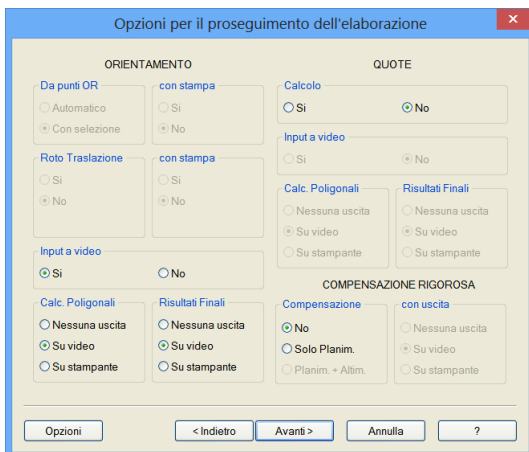 Opzioni per il proseguimento dell'elaborazione
x
ORIENTAMENTO
Da punti OR
Automatico
Con selezione
con stampa
Si
No
Roto Traslazione
Si
No
con stampa
Si
No
Input a video
Si
No
Calc. Poligonali
Nessuna uscita
Su video
Su stampante
Risultati Finali
Nessuna uscita
Su video
Su stampante
QUOTE
Calcolo
Si
No
Input a video
Si
No
Calc. Poligonali
Nessuna uscita
Su video
Su stampante
Risultati Finali
Nessuna uscita
Su video
Su stampante
COMPENSAZIONE RIGOROSA
Compensazione
No
Solo Planim.
Planim. + Altim.
con uscita
Nessuna uscita
Su video
Su stampante
Opzioni
< Indietro
Avanti >
Annulla
?